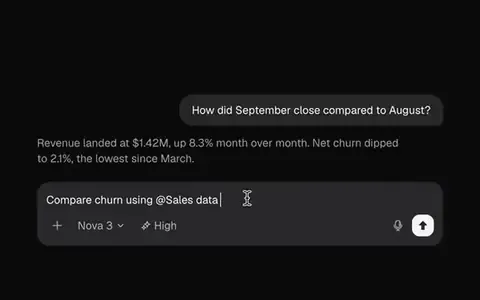 How did September close compared to August?
Revenue landed at $1.42M, up 8.3% month over month. Net churn dipped
to 2.1%, the lowest since March.
Compare churn using @Sales data
Nova 3
High